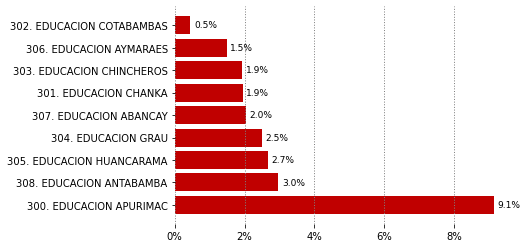 302. EDUCACION COTABAMBAS 0.5%
306. EDUCACION AYMARAES 1.5%
303. EDUCACION CHINCHEROS 1.9%
301. EDUCACION CHANKA 1.9%
307. EDUCACION ABANCAY 2.0%
304. EDUCACION GRAU 2.5%
305. EDUCACION HUANCARAMA 2.7%
308. EDUCACION ANTABAMBA 3.0%
300. EDUCACION APURIMAC 9.1%
0% 2% 4% 6% 8%